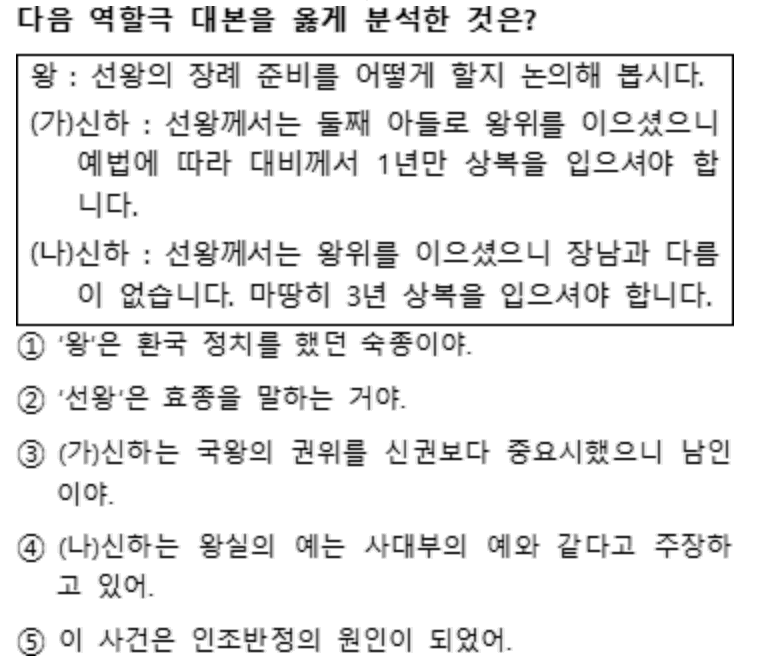 다음 역할극 대본을 옳게 분석한 것은?
왕 : 선왕의 장례 준비를 어떻게 할지 논의해 봅시다.
(가)신하 : 선왕께서는 둘째 아들로 왕위를 이으셨으니
예법에 따라 대비께서 1년만 상복을 입으셔야 합
니다.
(나)신하 : 선왕께서는 왕위를 이으셨으니 장남과 다름
이 없습니다. 마땅히 3년 상복을 입으셔야 합니다.
① '왕'은 환국 정치를 했던 숙종이야.
② '선왕'은 효종을 말하는 거야.
③ (가)신하는 국왕의 권위를 신권보다 중요시했으니 남인
이야.
④ (나)신하는 왕실의 예는 사대부의 예와 같다고 주장하
고 있어.
⑤ 이 사건은 인조반정의 원인이 되었어.